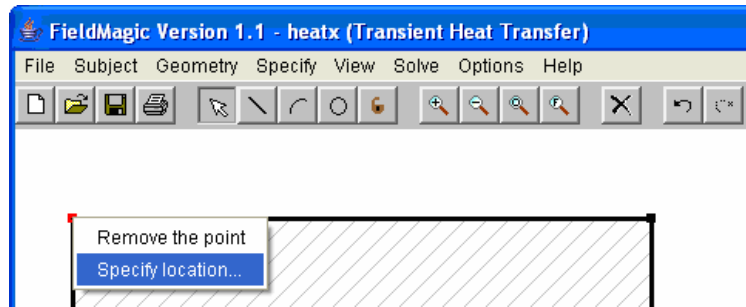 FieldMagic Version 1.1 - heatx (Transient Heat Transfer)
File Subject Geometry Specify View Solve Options Help
Remove the point
Specify location...